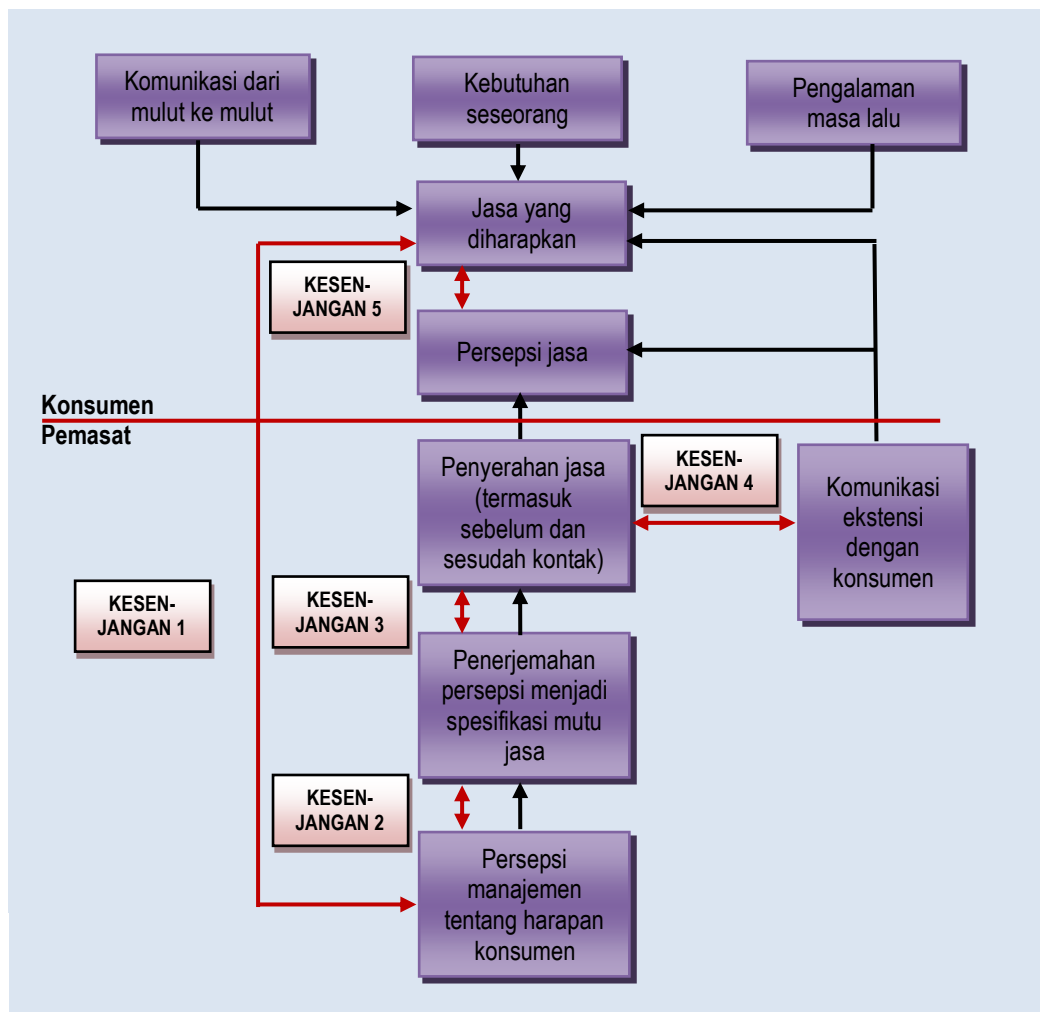 Komunikasi dari
mulut ke mulut
Kebutuhan
seseorang
Pengalaman
masa lalu
Jasa yang
diharapkan
KESEN-
JANGAN 5
Persepsi jasa
Konsumen
Pemasat
Penyerahan jasa
(termasuk
sebelum dan
sesudah kontak)
KESEN-
JANGAN 4
Komunikasi
ekstensi
dengan
konsumen
KESEN-
JANGAN 1
KESEN-
JANGAN 3
Penerjemahan
persepsi menjadi
spesifikasi mutu
jasa
KESEN-
JANGAN 2
Persepsi
manajemen
tentang harapan
konsumen